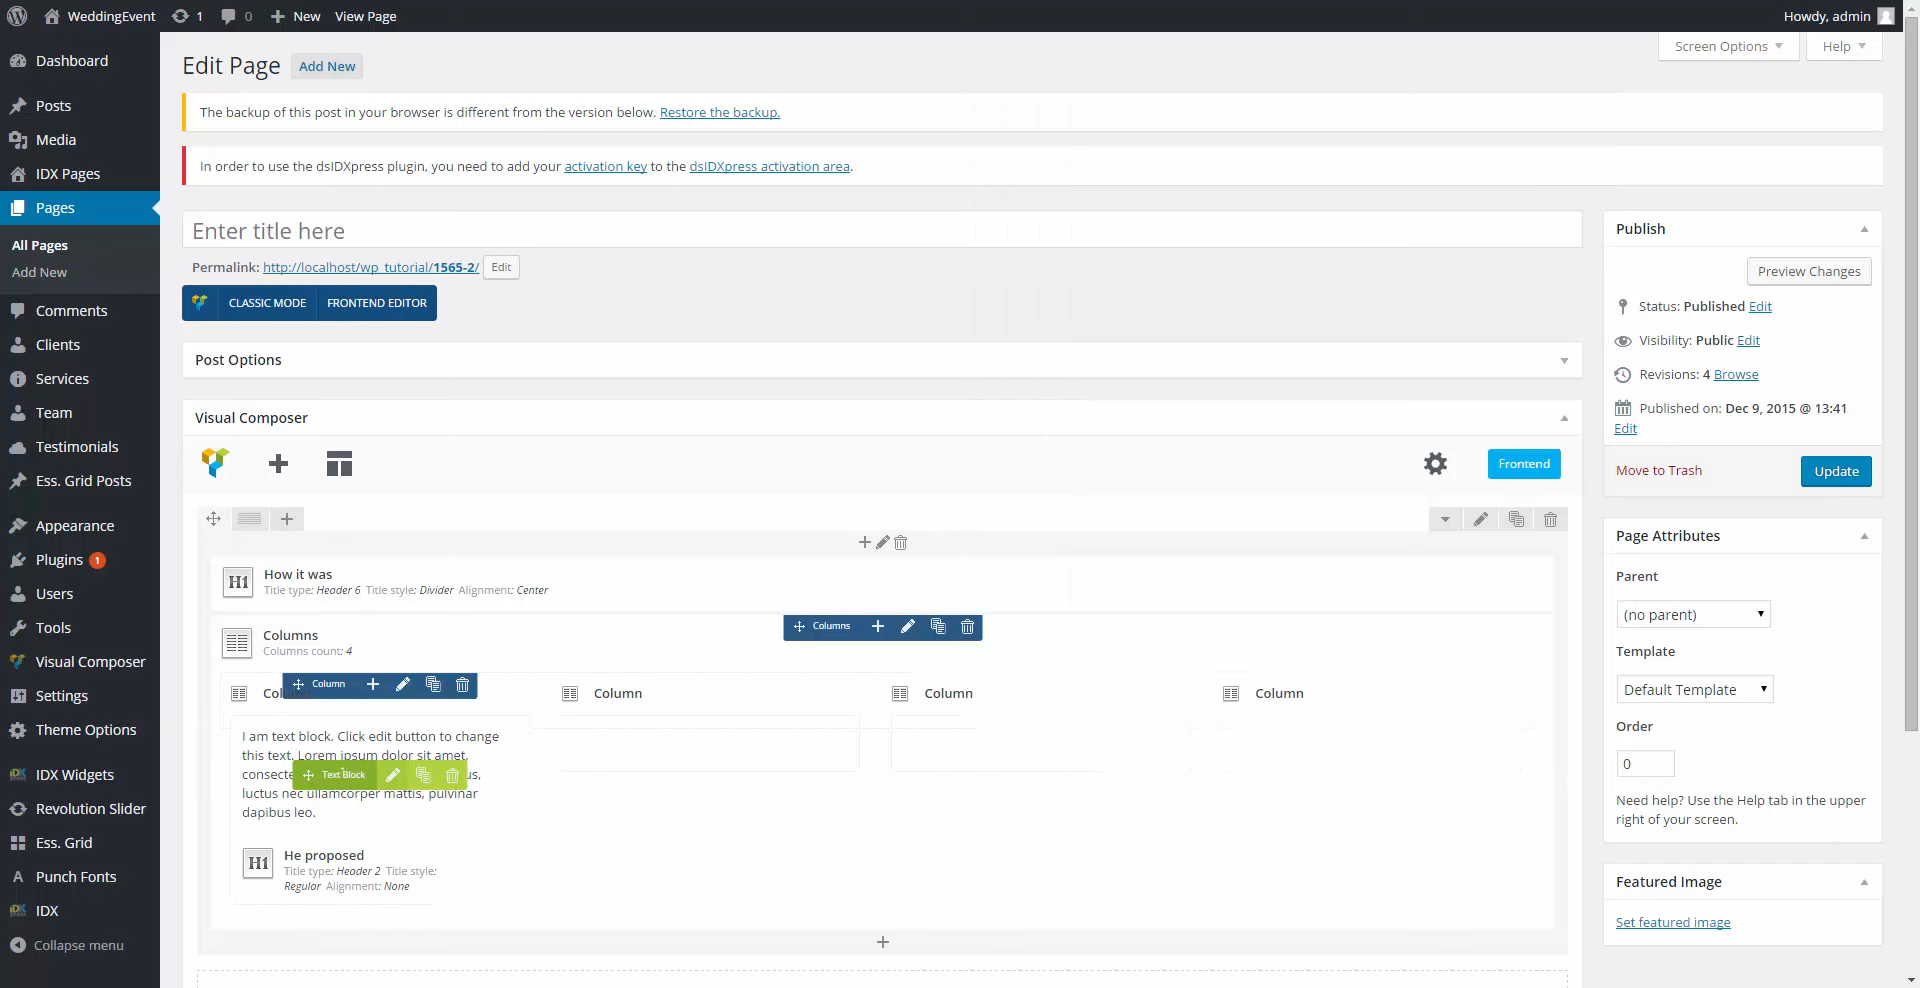 WeddingEvent 1 0 New View Page Howdy, admin
Dashboard
Posts
Media
IDX Pages
Pages
All Pages
Add New
Comments
Clients
Services
Team
Testimonials
Ess. Grid Posts
Appearance
Plugins 1
Users
Tools
Visual Composer
Settings
Theme Options
IDX Widgets
Revolution Slider
Ess. Grid
Punch Fonts
IDX
Collapse menu
Screen Options Help
Edit Page Add New
The backup of this post in your browser is different from the version below. Restore the backup.
In order to use the dsIDXpress plugin, you need to add your activation key to the dsIDXpress activation area.
Enter title here
Permalink: http://localhost/wp_tutorial/1565-2/ Edit
CLASSIC MODE FRONTEND EDITOR
Post Options
Visual Composer
Frontend
H1 How it was
Title type: Header 6 Title style: Divider Alignment: Center
Columns
Columns
Columns count: 4
Column
Column
Column
Column
I am text block. Click edit button to change
this text. Lorem ipsum dolor sit amet,
Text Block
luctus nec ullamcorper mattis, pulvinar
dapibus leo.
H1 He proposed
Title type: Header 2 Title style:
Regular Alignment: None
Publish
Preview Changes
Status: Published Edit
Visibility: Public Edit
Revisions: 4 Browse
Published on: Dec 9, 2015 @ 13:41
Edit
Move to Trash Update
Page Attributes
Parent
(no parent)
Template
Default Template
Order
0
Need help? Use the Help tab in the upper
right of your screen.
Featured Image
Set featured image